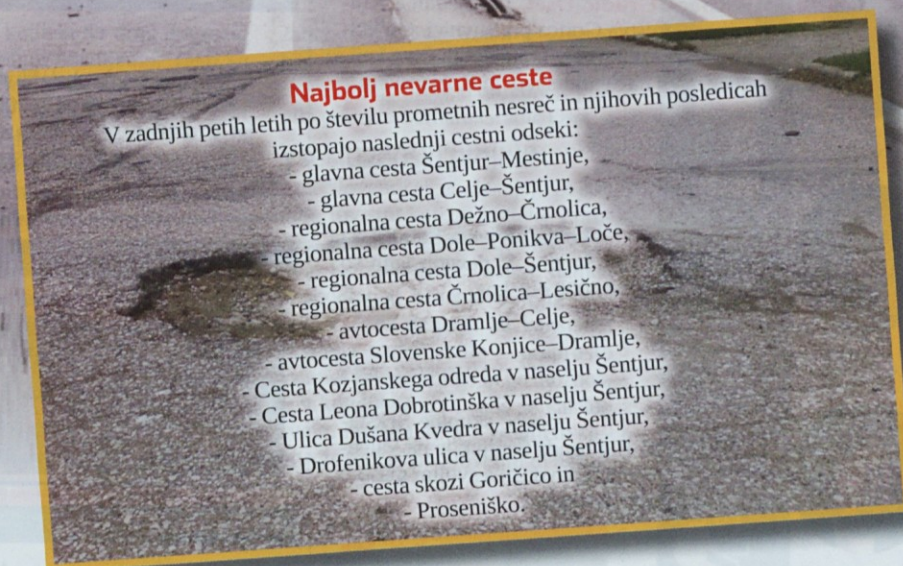 Najbolj nevarne ceste
V zadnjih petih letih po številu prometnih nesreč in njihovih posledicah
izstopajo naslednji cestni odseki:
- glavna cesta Šentjur–Mestinje,
- glavna cesta Celje–Šentjur,
- regionalna cesta Dežno–Črnolica,
- regionalna cesta Dole–Ponikva–Loče,
- regionalna cesta Dole–Šentjur,
- regionalna cesta Črnolica–Lesično,
- avtocesta Dramlje–Celje,
- avtocesta Slovenske Konjice–Dramlje,
- Cesta Kozjanskega odreda v naselju Šentjur,
- Cesta Leona Dobrotinška v naselju Šentjur,
- Ulica Dušana Kvedra v naselju Šentjur,
- Drofenikova ulica v naselju Šentjur,
- cesta skozi Goričico in
- Proseniško.